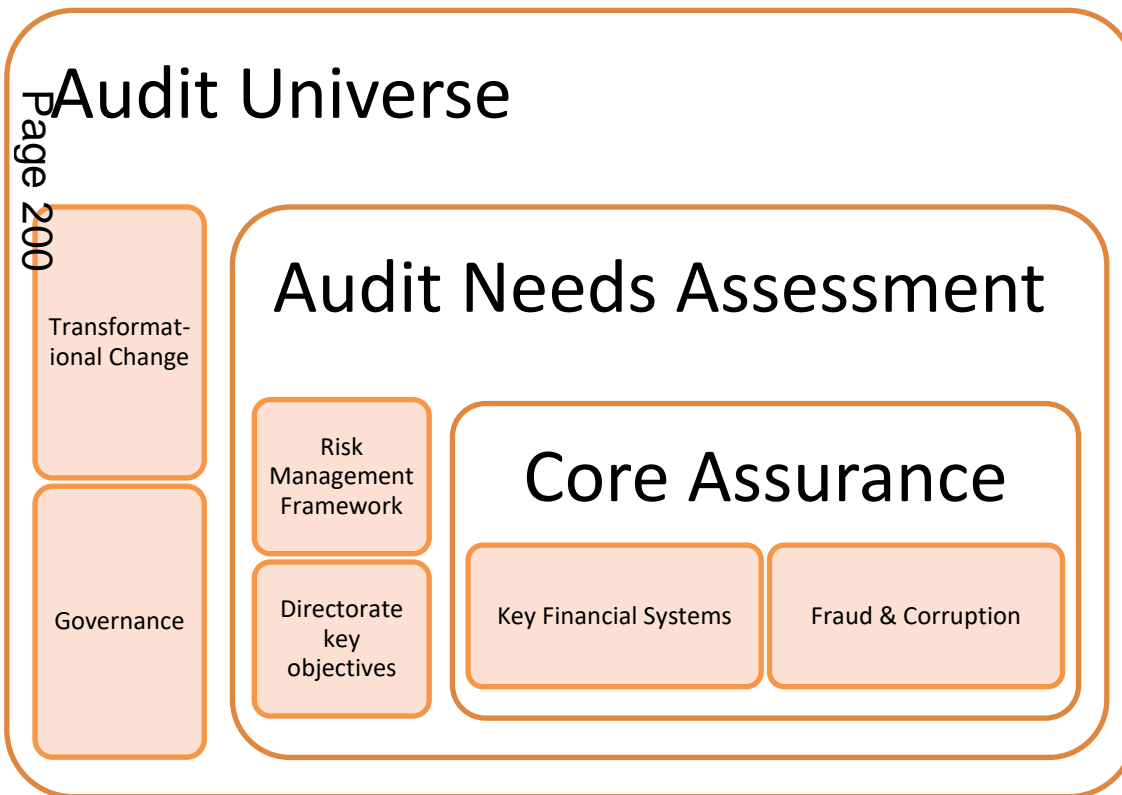 Page 200
Audit Universe
Transformat-
ional Change
Governance
Audit Needs Assessment
Risk
Management
Framework
Directorate
key
objectives
Core Assurance
Key Financial Systems
Fraud & Corruption